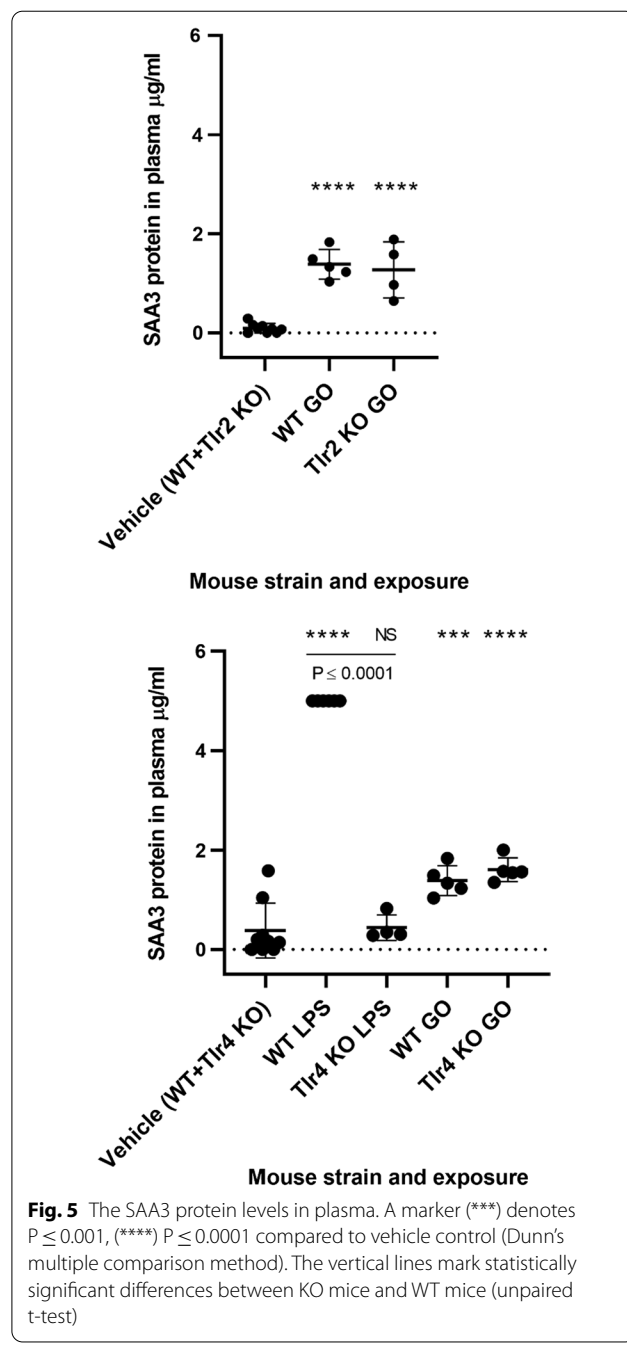 SAA3 protein in plasma µg/ml
6
4
2
0
**** ****
Vehicle (WT+Tlr2 KO)
WT GO
Tlr2 KO GO
Mouse strain and exposure
SAA3 protein in plasma µg/ml
6
4
2
0
**** NS *** ****
P ≤ 0.0001
Vehicle (WT+Tlr4 KO)
WT LPS
Tlr4 KO LPS
WT GO
Tlr4 KO GO
Mouse strain and exposure
Fig. 5 The SAA3 protein levels in plasma. A marker (***) denotes
P ≤ 0.001, (****) P ≤ 0.0001 compared to vehicle control (Dunn’s
multiple comparison method). The vertical lines mark statistically
significant differences between KO mice and WT mice (unpaired
t-test)